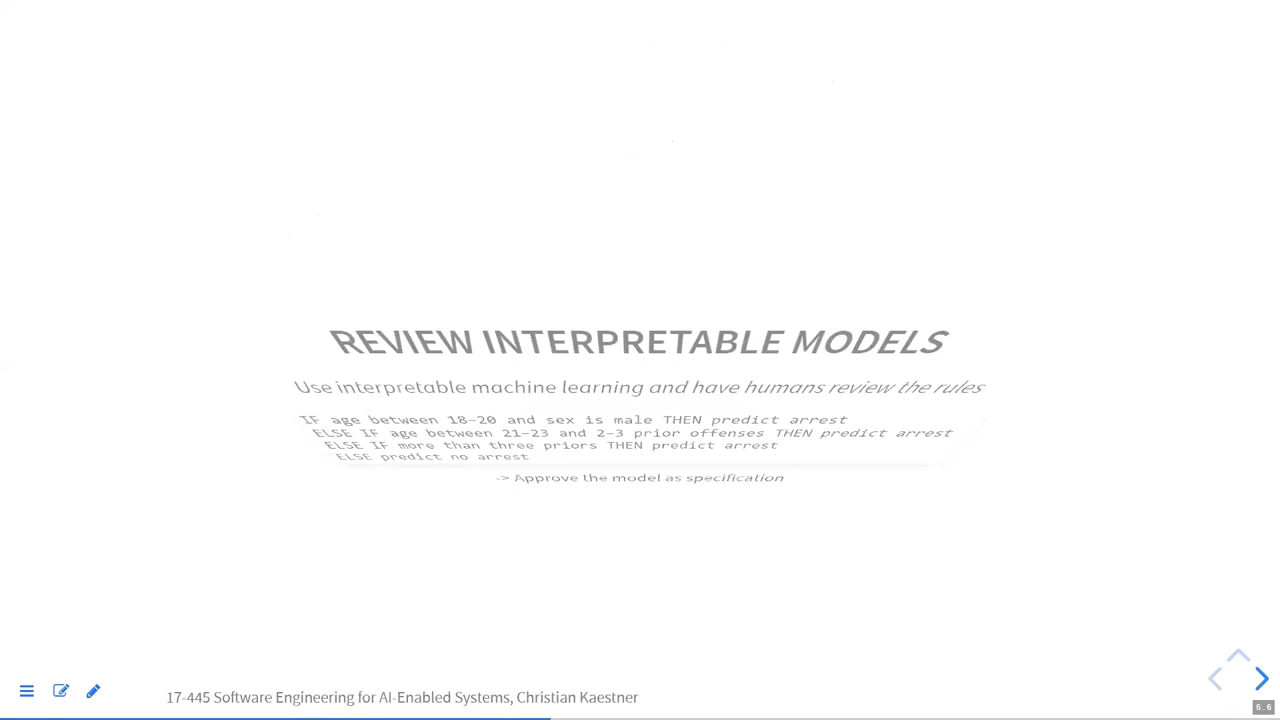 REVIEW INTERPRETABLE MODELS
Use interpretable machine learning and have humans review the rules
IF age between 18-20 and sex is male THEN predict arrest
ELSE IF age between 21-23 and 2-3 prior offenses THEN predict arrest
ELSE IF more than three priors THEN predict arrest
ELSE predict no arrest
-> Approve the model as specification
17-445 Software Engineering for AI-Enabled Systems, Christian Kaestner
6.6